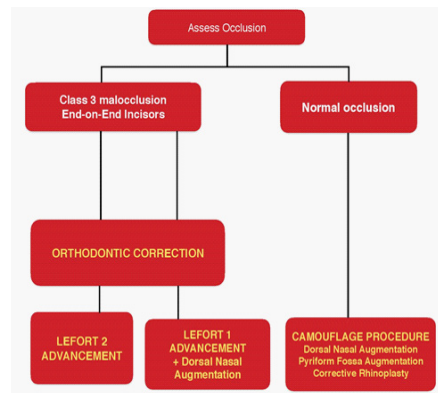 Assess Occlusion
Class 3 malocclusion
End-on-End Incisors
Normal occlusion
ORTHODONTIC CORRECTION
LEFORT 2
ADVANCEMENT
LEFORT 1
ADVANCEMENT
+ Dorsal Nasal
Augmentation
CAMOUFLAGE PROCEDURE
Dorsal Nasal Augmentation
Pyriform Fossa Augmentation
Corrective Rhinoplasty